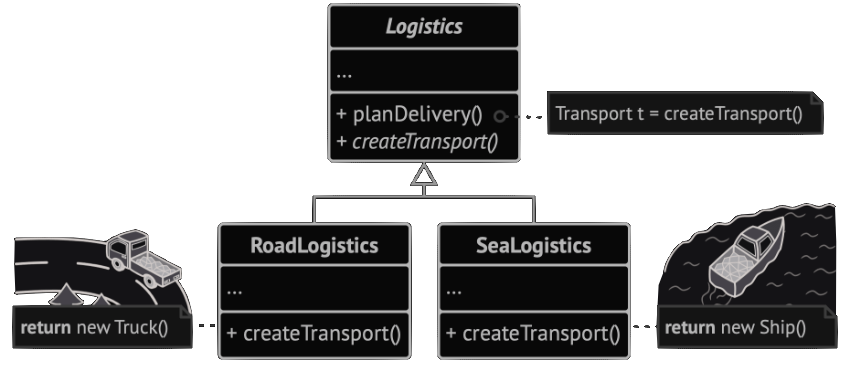 Logistics
...
+ planDelivery()
+ createTransport()
Transport t = createTransport()
RoadLogistics
...
+ createTransport()
SeaLogistics
...
+ createTransport()
return new Truck()
return new Ship()